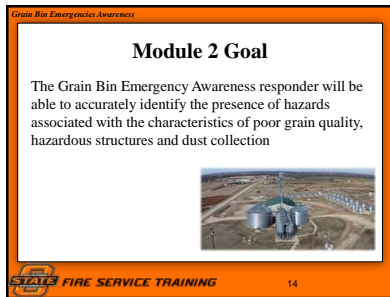 Grain Bin Emergencies Awareness
Module 2 Goal
The Grain Bin Emergency Awareness responder will be
able to accurately identify the presence of hazards
associated with the characteristics of poor grain quality,
hazardous structures and dust collection
STATE FIRE SERVICE TRAINING
14